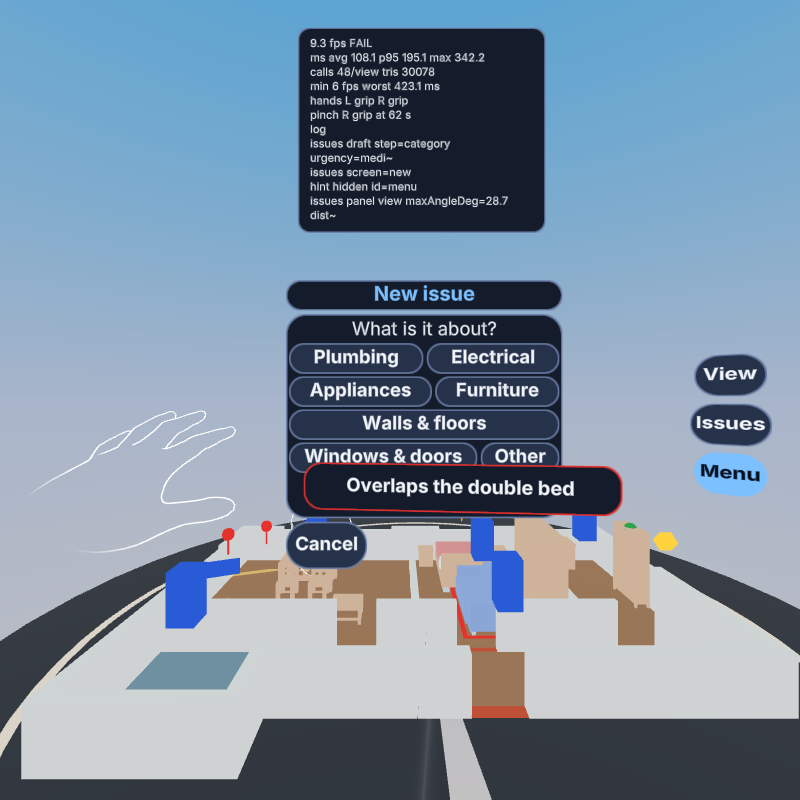 9.3 fps FAIL
ms avg 108.1 p95 195.1 max 342.2
calls 48/view tris 30078
min 6 fps worst 423.1 ms
hands L grip R grip
pinch R grip at 62 s
log
issues draft step=category
urgency=medi~
issues screen=new
hint hidden id=menu
issues panel view maxAngleDeg=28.7
dist~
New issue
What is it about?
Plumbing Electrical
Appliances Furniture
Walls & floors
Windows & doors Other
Overlaps the double bed
Cancel
View
Issues
Menu